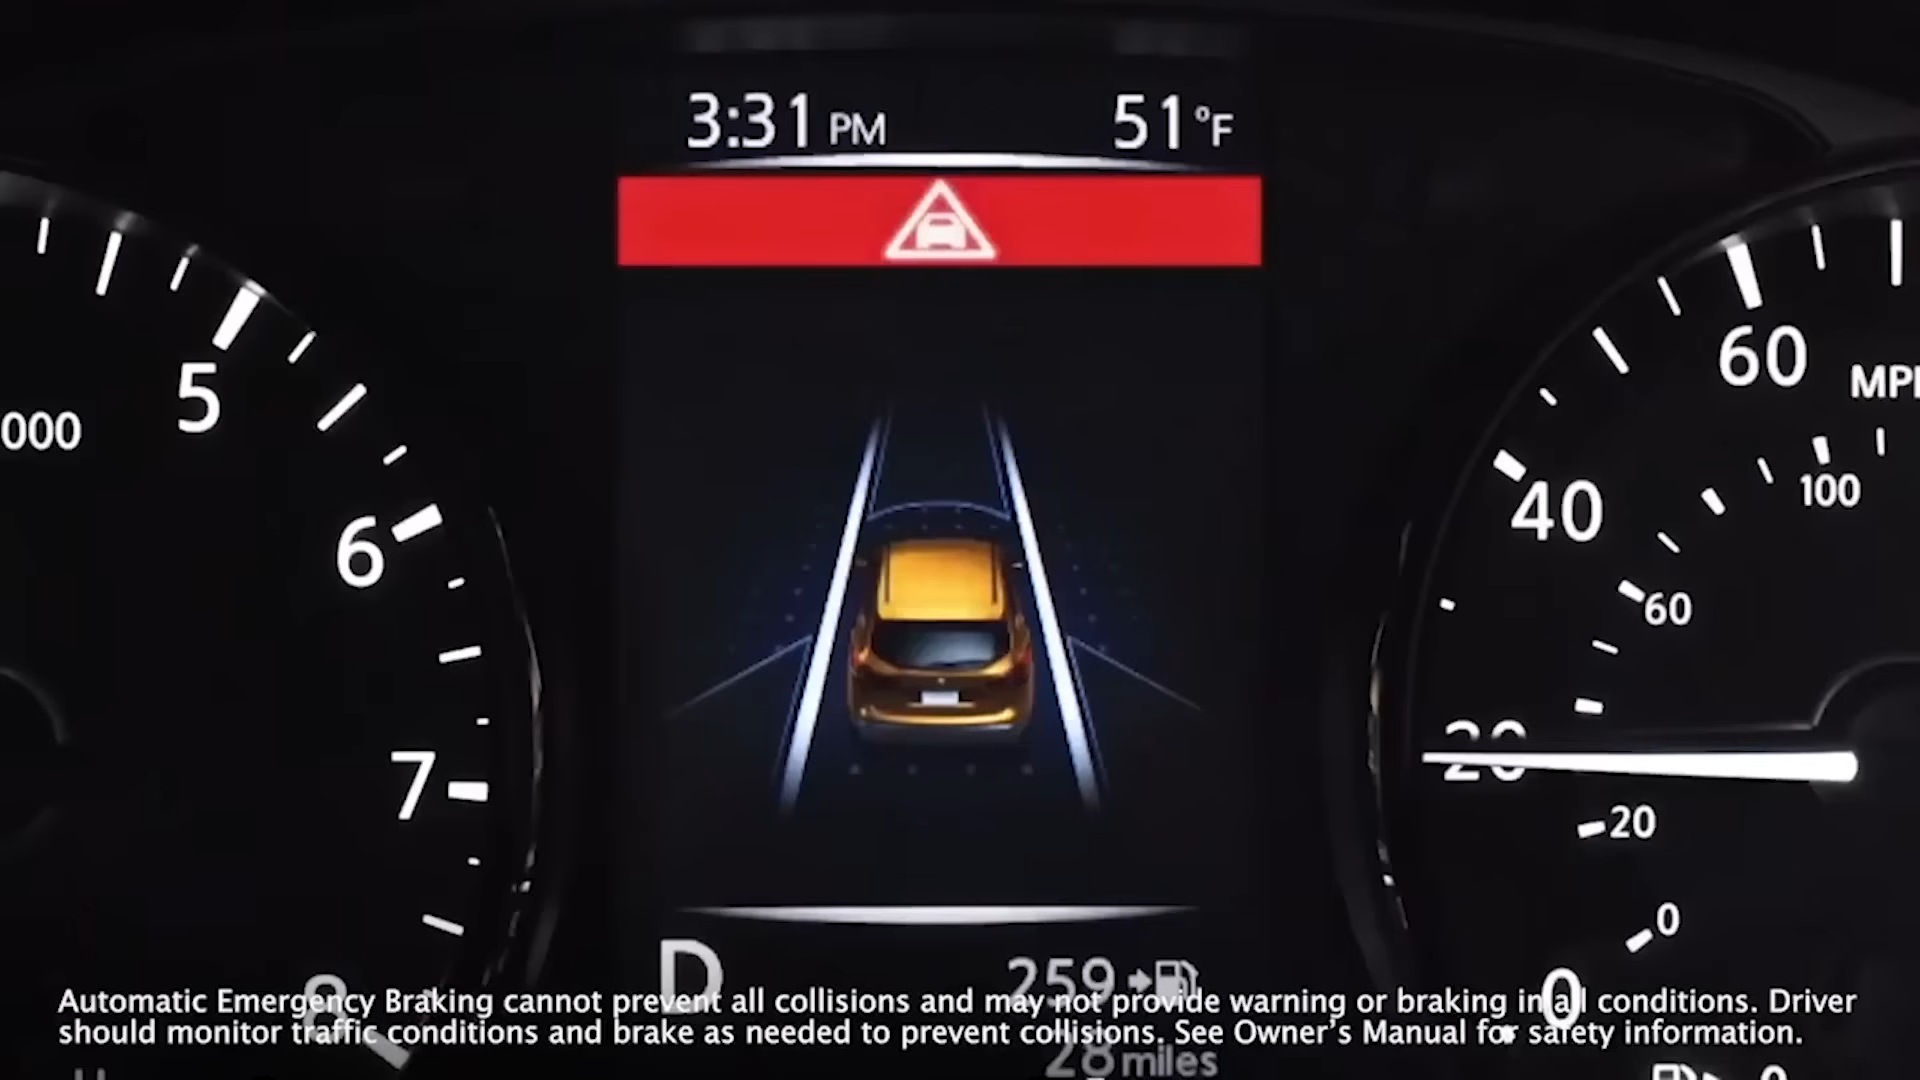 3:31 PM 51°F
5
000
60
MPH
40
100
6
60
20
7
20
0
D 259
0
8
Automatic Emergency Braking cannot prevent all collisions and may not provide warning or braking in all conditions. Driver
should monitor traffic conditions and brake as needed to prevent collisions. See Owner's Manual for safety information.
28 miles